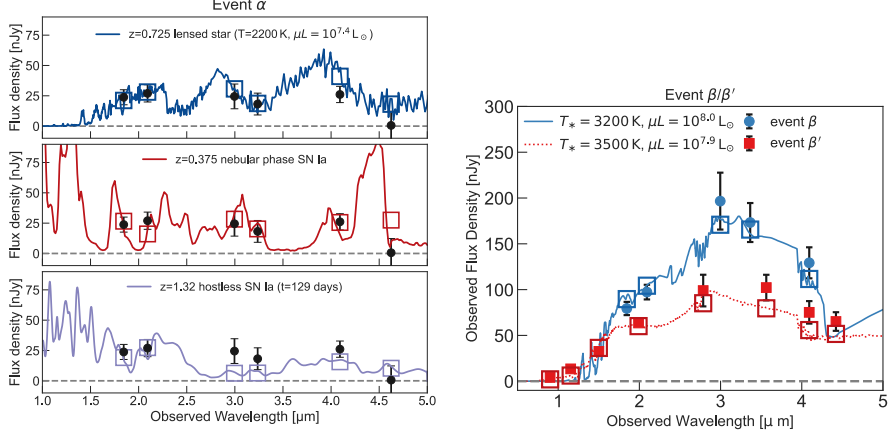 Event α
Flux density [nJy]
75
50
25
0
z=0.725 lensed star (T=2200 K, μL = 10^7.4 L⊙)
Flux density [nJy]
75
50
25
0
z=0.375 nebular phase SN Ia
Flux density [nJy]
75
50
25
0
z=1.32 hostless SN Ia (t=129 days)
1.0 1.5 2.0 2.5 3.0 3.5 4.0 4.5 5.0
Observed Wavelength [μm]
Event β/β′
Observed Flux Density [nJy]
300
250
200
150
100
50
0
T* = 3200 K, μL = 10^8.0 L⊙ event β
T* = 3500 K, μL = 10^7.9 L⊙ event β′
1 2 3 4 5
Observed Wavelength [μ m]